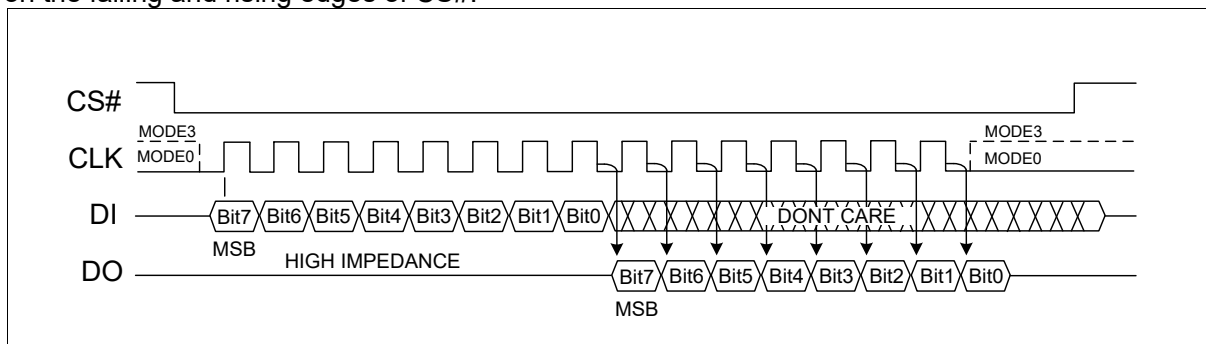 on the falling and rising edges of CS#.
CS#
MODE3
MODE3
CLK
MODE0
MODE0
DI
Bit7
Bit6
Bit5
Bit4
Bit3
Bit2
Bit1
Bit0
DONT CARE
MSB
HIGH IMPEDANCE
DO
Bit7
Bit6
Bit5
Bit4
Bit3
Bit2
Bit1
Bit0
MSB